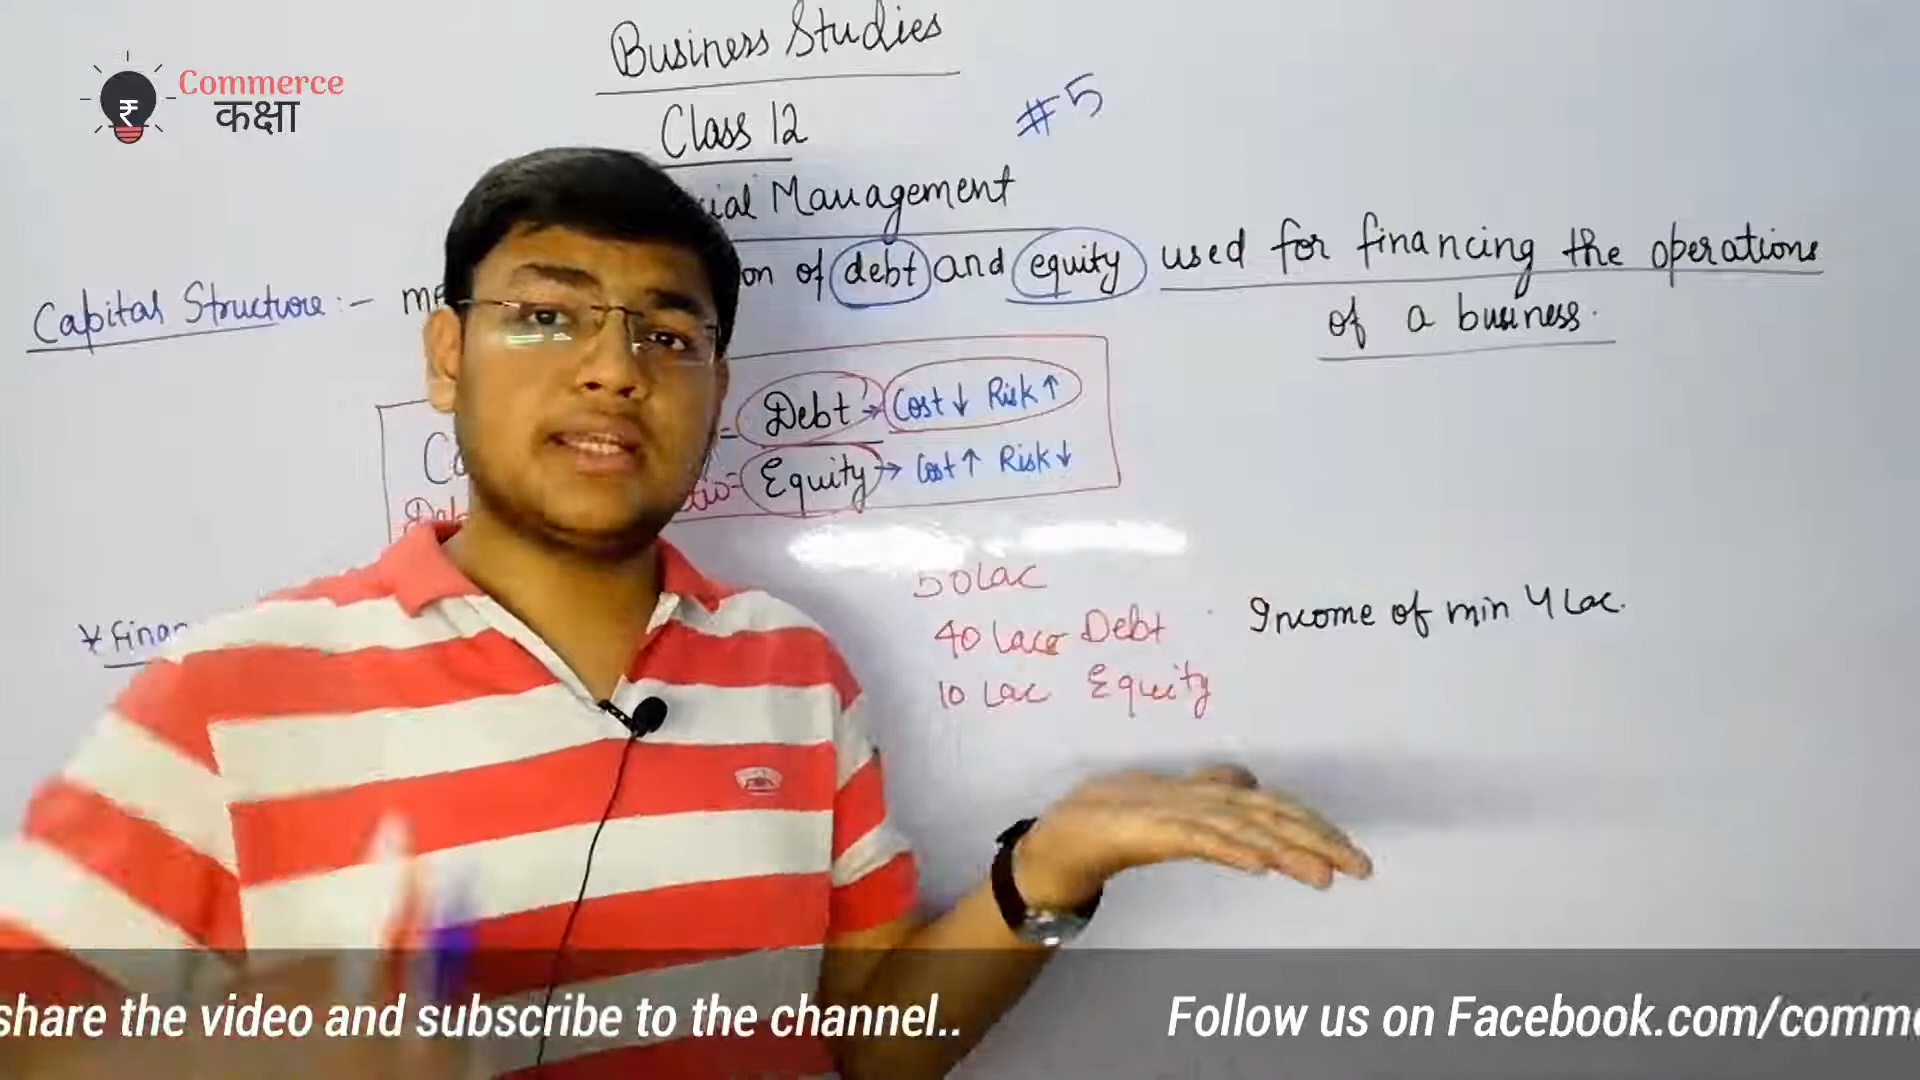 Business Studies
Commerce
कक्षा
₹
Class 12
#5
Management
Capital Structure :- of debt and equity used for financing the operations
of a business.
= Debt → Cost ↓ Risk ↑
= Equity → Cost ↑ Risk ↓
50 Lac
40 Lacs Debt
10 Lac Equity
Income of min 4 Lac.
share the video and subscribe to the channel..
Follow us on Facebook.com/comm